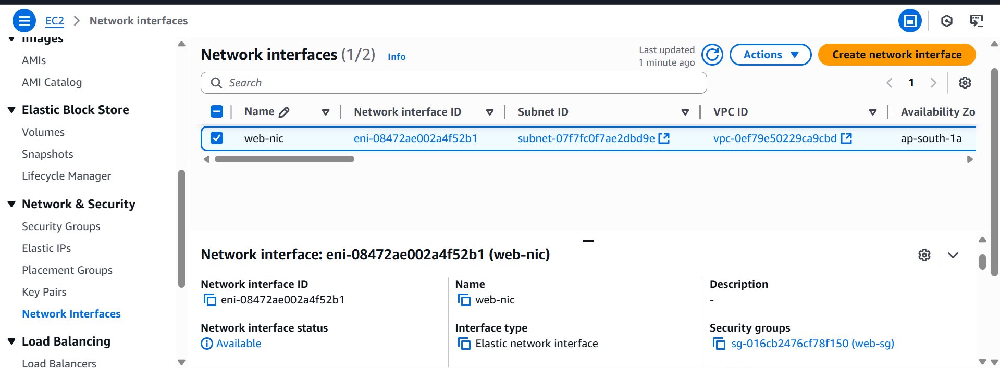 EC2 > Network interfaces
Images
AMIs
AMI Catalog
Elastic Block Store
Volumes
Snapshots
Lifecycle Manager
Network & Security
Security Groups
Elastic IPs
Placement Groups
Key Pairs
Network Interfaces
Load Balancing
Load Balancers
Network interfaces (1/2) Info
Last updated
1 minute ago
Actions
Create network interface
Search
1
Name Network interface ID Subnet ID VPC ID Availability Zo
web-nic eni-08472ae002a4f52b1 subnet-07f7fc0f7ae2dbd9e vpc-0ef79e50229ca9cbd ap-south-1a
Network interface: eni-08472ae002a4f52b1 (web-nic)
Network interface ID
eni-08472ae002a4f52b1
Name
web-nic
Description
-
Network interface status
Available
Interface type
Elastic network interface
Security groups
sg-016cb2476cf78f150 (web-sg)